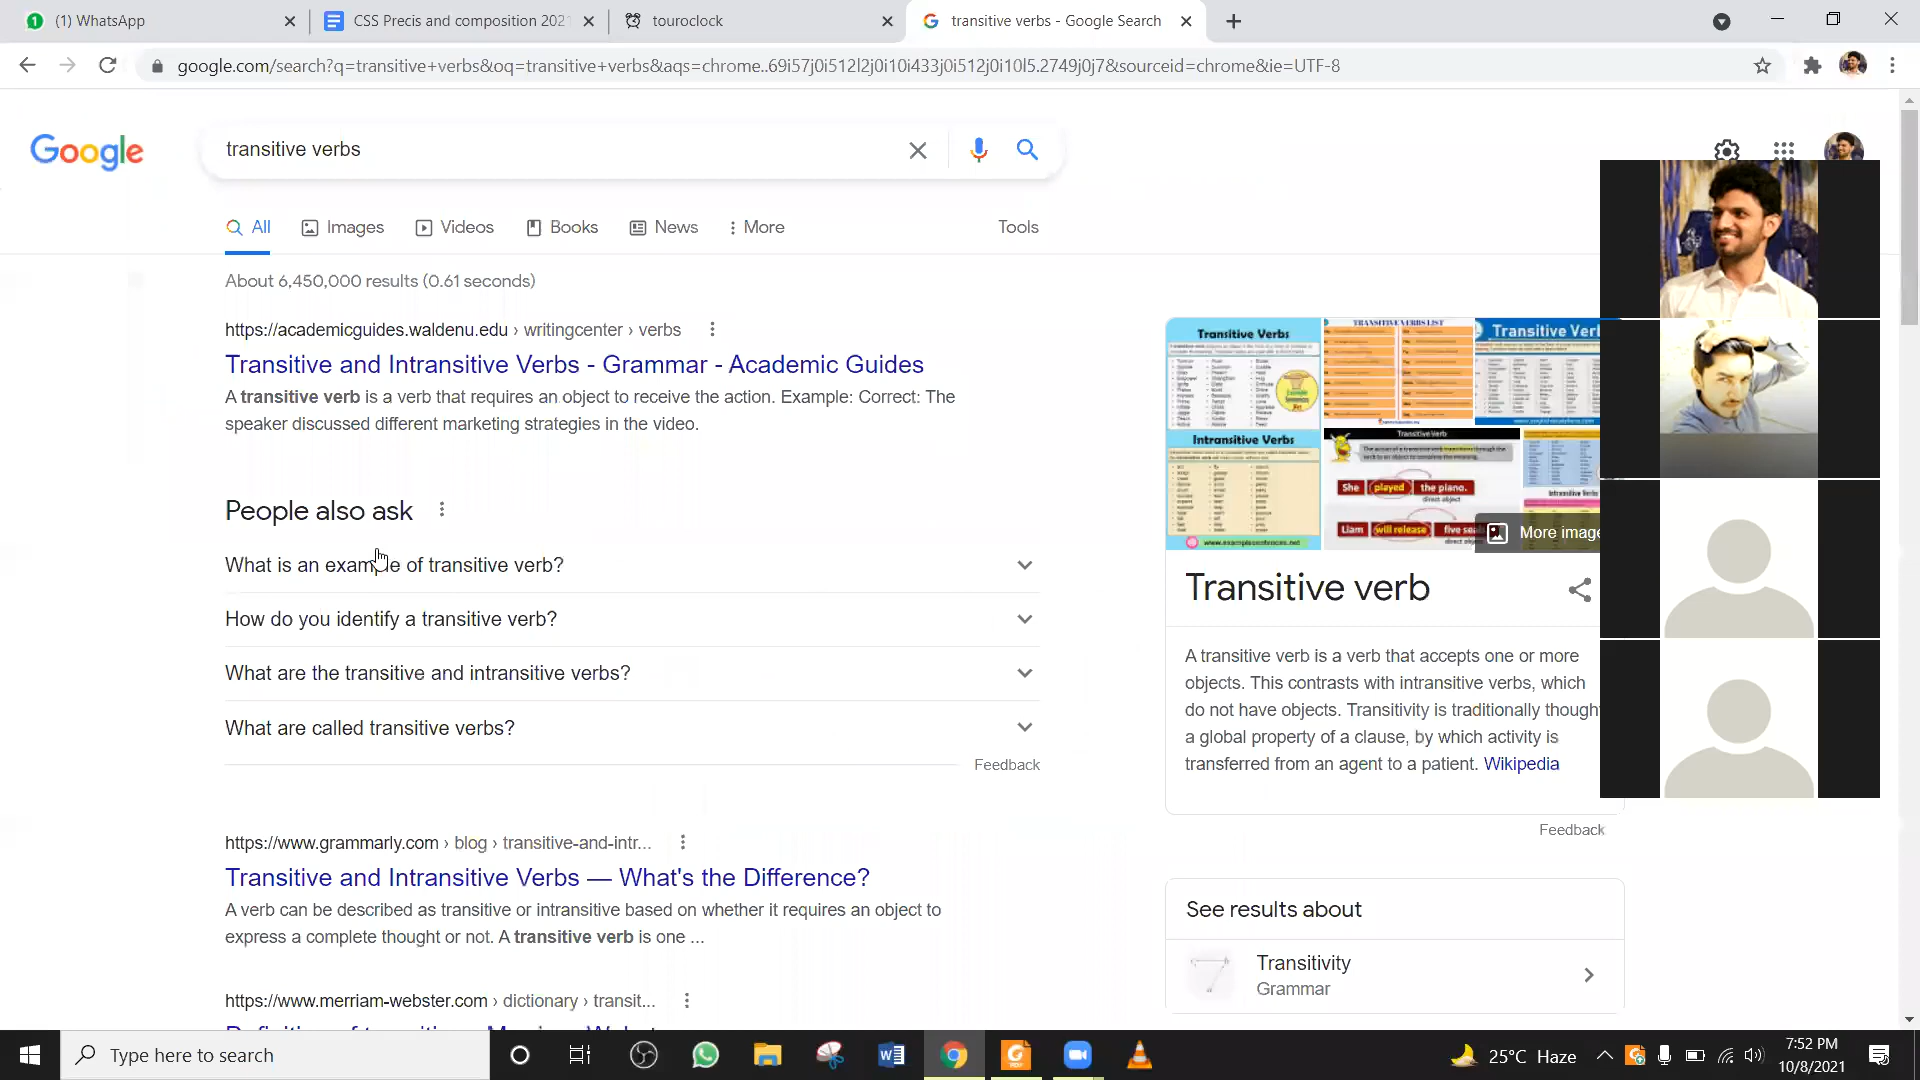 (1) WhatsApp
CSS Precis and composition 2021
touroclock
transitive verbs - Google Search
google.com/search?q=transitive+verbs&oq=transitive+verbs&aqs=chrome..69i57j0i512l2j0i10i433j0i512j0i10l5.2749j0j7&sourceid=chrome&ie=UTF-8
Google
transitive verbs
All
Images
Videos
Books
News
More
Tools
About 6,450,000 results (0.61 seconds)
https://academicguides.waldenu.edu › writingcenter › verbs
Transitive and Intransitive Verbs - Grammar - Academic Guides
A transitive verb is a verb that requires an object to receive the action. Example: Correct: The
speaker discussed different marketing strategies in the video.
People also ask
What is an example of transitive verb?
How do you identify a transitive verb?
What are the transitive and intransitive verbs?
What are called transitive verbs?
Feedback
https://www.grammarly.com › blog › transitive-and-intr...
Transitive and Intransitive Verbs — What's the Difference?
A verb can be described as transitive or intransitive based on whether it requires an object to
express a complete thought or not. A transitive verb is one ...
https://www.merriam-webster.com › dictionary › transit...
Transitive Verbs
Intransitive Verbs
TRANSITIVE VERBS LIST
Transitive Verb
She played the piano.
direct object
Liam will release five
More image
Transitive verb
A transitive verb is a verb that accepts one or more
objects. This contrasts with intransitive verbs, which
do not have objects. Transitivity is traditionally though
a global property of a clause, by which activity is
transferred from an agent to a patient. Wikipedia
Feedback
See results about
Transitivity
Grammar
Type here to search
25°C Haze
7:52 PM
10/8/2021